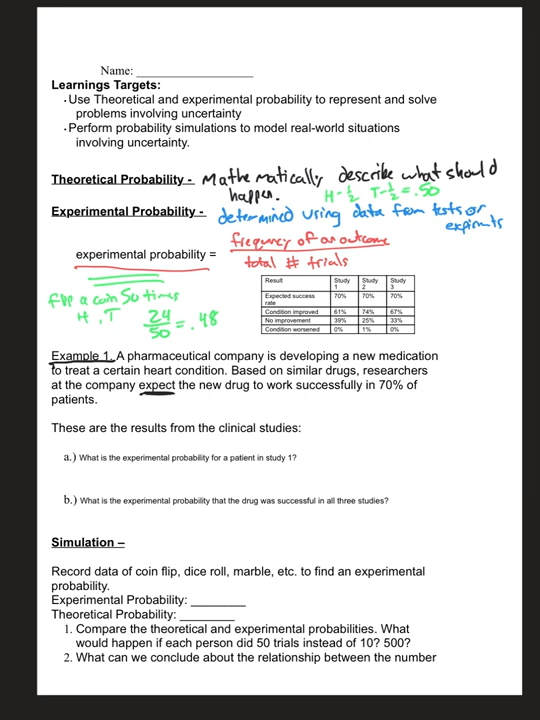 Name: ___________________
Learnings Targets:
·Use Theoretical and experimental probability to represent and solve
problems involving uncertainty
·Perform probability simulations to model real-world situations
involving uncertainty.
Theoretical Probability - Mathematically describe what should
happen. H-1/2 T-1/2=.50
Experimental Probability - determined using data from tests or
expirints
experimental probability = frequency of an outcome
total # trials
flip a coin 50 times
H, T 24/50 = .48
Result Study 1 Study 2 Study 3
Expected success rate 70% 70% 70%
Condition improved 61% 74% 67%
No improvement 39% 25% 33%
Condition worsened 0% 1% 0%
Example 1. A pharmaceutical company is developing a new medication
to treat a certain heart condition. Based on similar drugs, researchers
at the company expect the new drug to work successfully in 70% of
patients.
These are the results from the clinical studies:
a.) What is the experimental probability for a patient in study 1?
b.) What is the experimental probability that the drug was successful in all three studies?
Simulation –
Record data of coin flip, dice roll, marble, etc. to find an experimental
probability.
Experimental Probability: ________
Theoretical Probability: ________
1. Compare the theoretical and experimental probabilities. What
would happen if each person did 50 trials instead of 10? 500?
2. What can we conclude about the relationship between the number